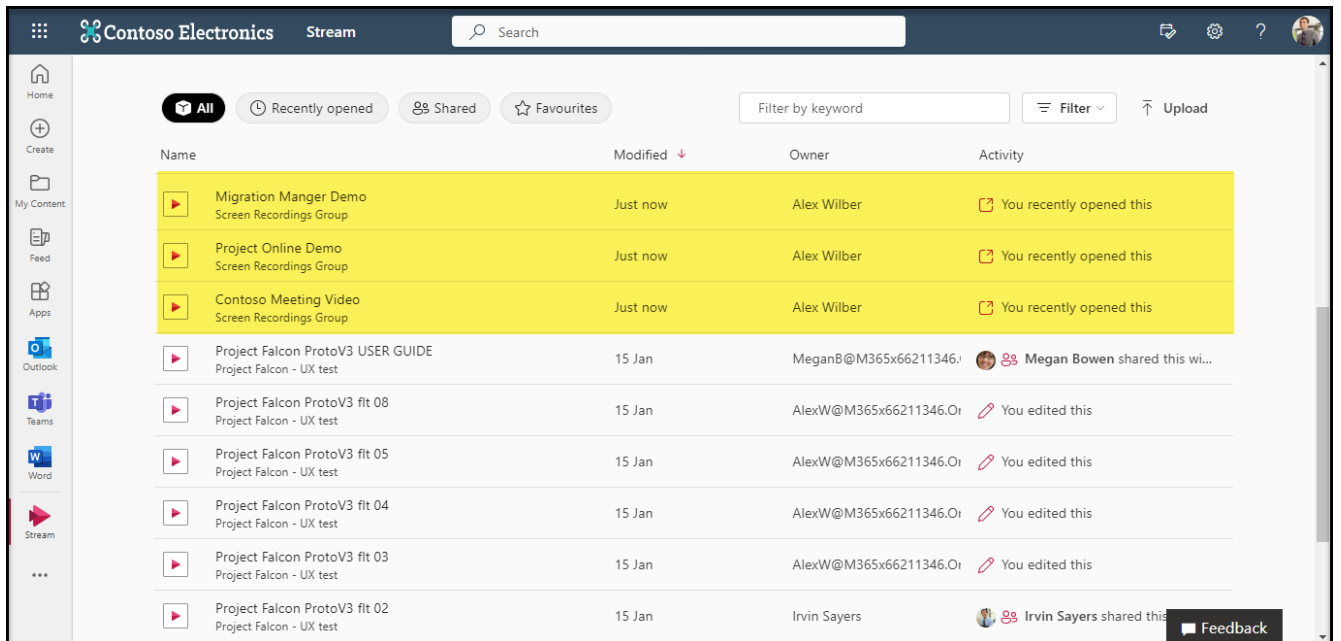 Contoso Electronics Stream Search
Home
Create
My Content
Feed
Apps
Outlook
Teams
Word
Stream
All Recently opened Shared Favourites Filter by keyword Filter Upload
Name Modified Owner Activity
Migration Manger Demo Just now Alex Wilber You recently opened this
Screen Recordings Group
Project Online Demo Just now Alex Wilber You recently opened this
Screen Recordings Group
Contoso Meeting Video Just now Alex Wilber You recently opened this
Screen Recordings Group
Project Falcon ProtoV3 USER GUIDE 15 Jan MeganB@M365x66211346. Megan Bowen shared this wi...
Project Falcon - UX test
Project Falcon ProtoV3 flt 08 15 Jan AlexW@M365x66211346.Or You edited this
Project Falcon - UX test
Project Falcon ProtoV3 flt 05 15 Jan AlexW@M365x66211346.Or You edited this
Project Falcon - UX test
Project Falcon ProtoV3 flt 04 15 Jan AlexW@M365x66211346.Or You edited this
Project Falcon - UX test
Project Falcon ProtoV3 flt 03 15 Jan AlexW@M365x66211346.Or You edited this
Project Falcon - UX test
Project Falcon ProtoV3 flt 02 15 Jan Irvin Sayers Irvin Sayers shared this
Project Falcon - UX test
Feedback